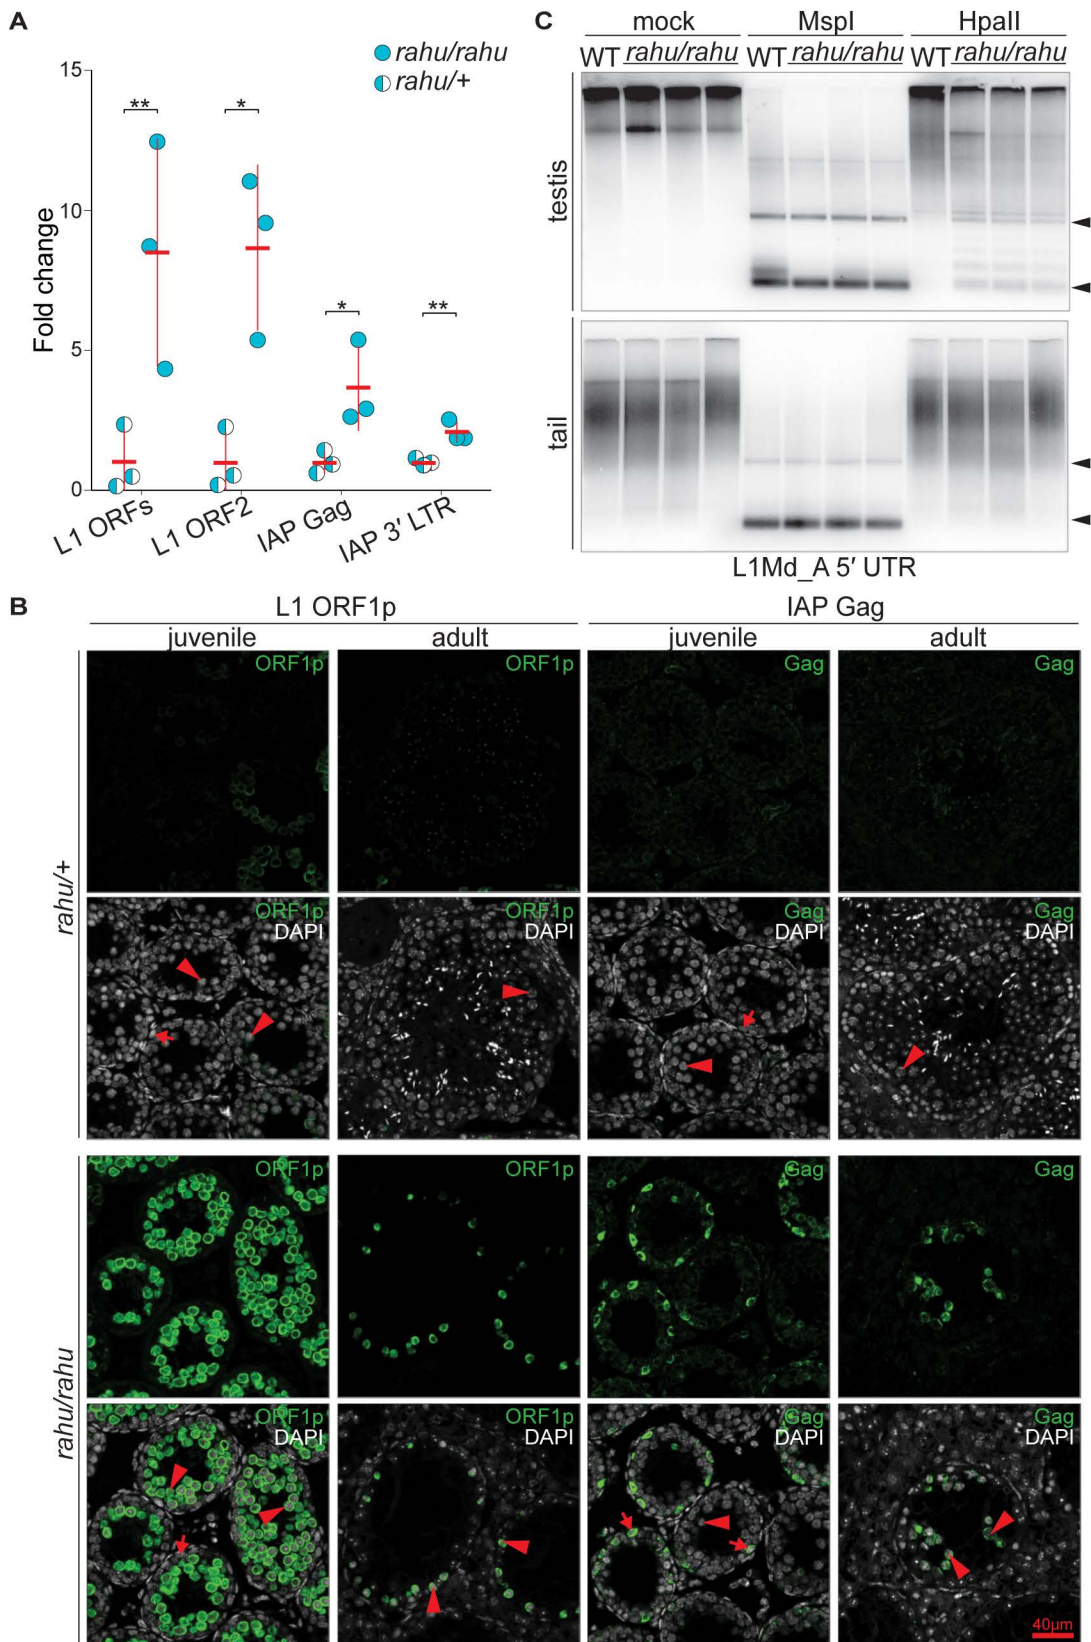 A
rahu/rahu
rahu/+
15
10
5
0
Fold change
**
*
*
**
L1 ORFs
L1 ORF2
IAP Gag
IAP 3′ LTR
C
mock
MspI
HpaII
WT rahu/rahu WT rahu/rahu WT rahu/rahu
testis
tail
L1Md_A 5′ UTR
B
L1 ORF1p
IAP Gag
juvenile
adult
juvenile
adult
rahu/+
ORF1p
ORF1p
Gag
Gag
ORF1p
DAPI
ORF1p
DAPI
Gag
DAPI
Gag
DAPI
rahu/rahu
ORF1p
ORF1p
Gag
Gag
ORF1p
DAPI
ORF1p
DAPI
Gag
DAPI
Gag
DAPI
40µm